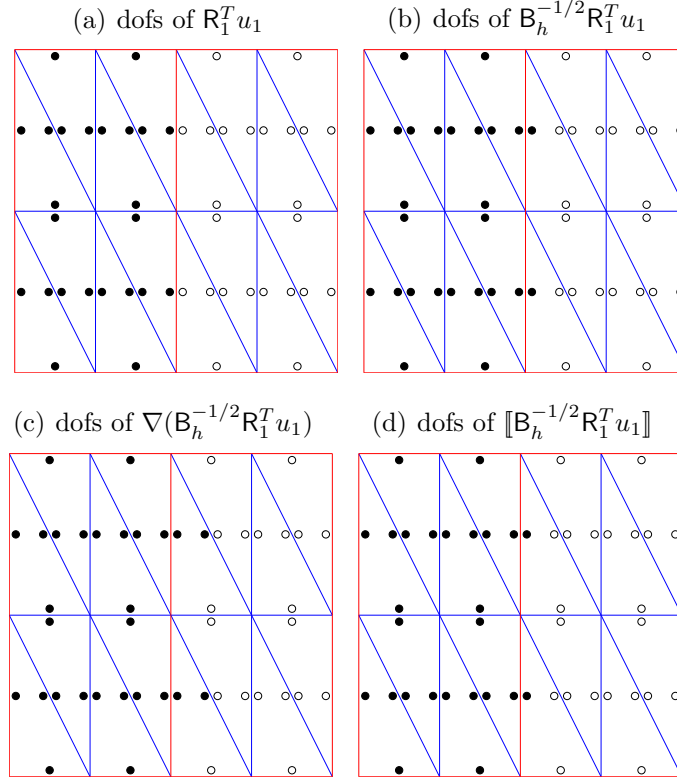 (a) dofs of R₁ᵀu₁
(b) dofs of B_h^{-1/2}R₁ᵀu₁
(c) dofs of ∇(B_h^{-1/2}R₁ᵀu₁)
(d) dofs of ⟦B_h^{-1/2}R₁ᵀu₁⟧